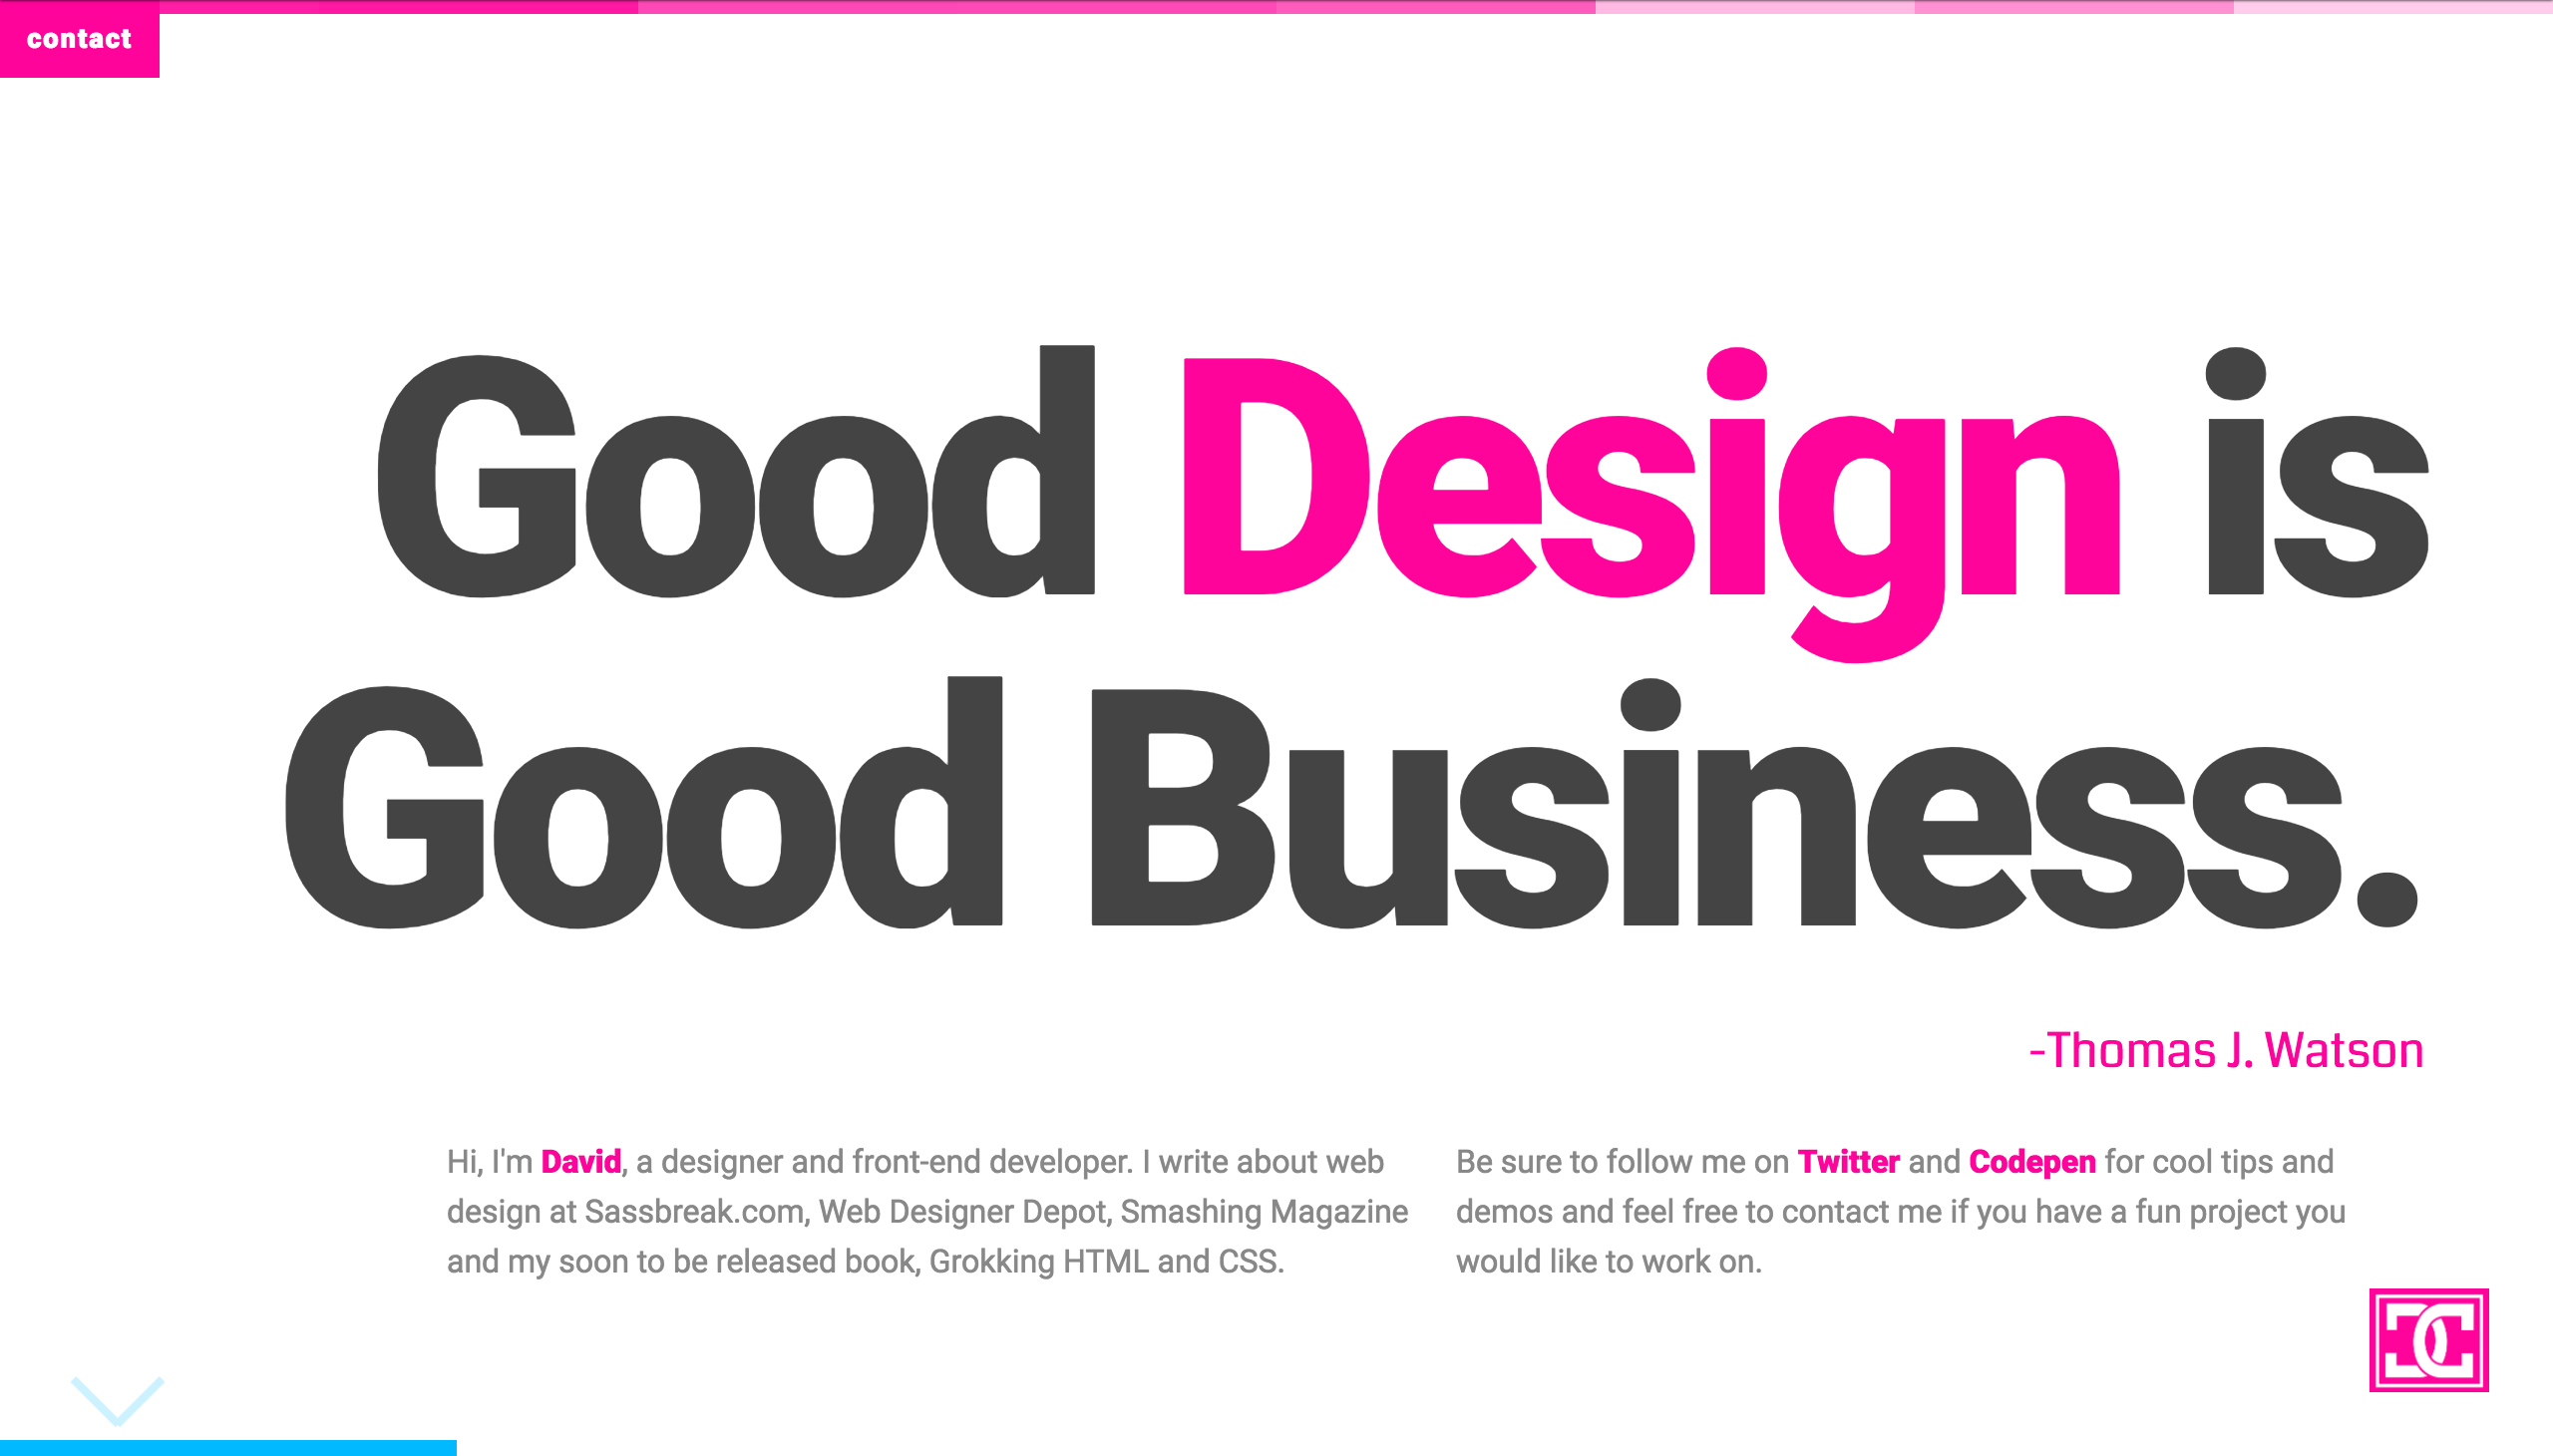 contact
Good Design is
Good Business.
-Thomas J. Watson
Hi, I'm David, a designer and front-end developer. I write about web
design at Sassbreak.com, Web Designer Depot, Smashing Magazine
and my soon to be released book, Grokking HTML and CSS.
Be sure to follow me on Twitter and Codepen for cool tips and
demos and feel free to contact me if you have a fun project you
would like to work on.